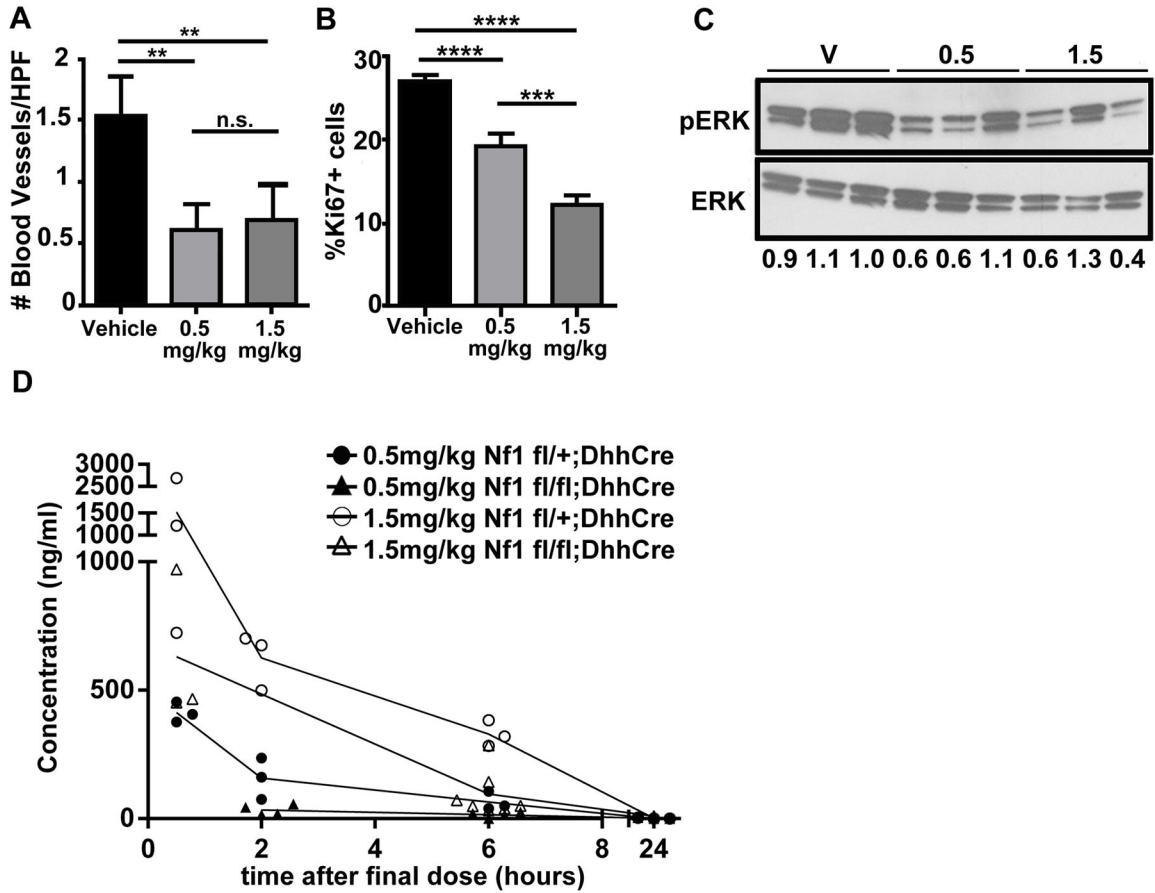 A
# Blood Vessels/HPF
2
1.5
1
0.5
0
**
**
n.s.
Vehicle
0.5
mg/kg
1.5
mg/kg
B
%Ki67+ cells
30
20
10
0
****
****
***
Vehicle
0.5
mg/kg
1.5
mg/kg
C
V 0.5 1.5
pERK
ERK
0.9 1.1 1.0 0.6 0.6 1.1 0.6 1.3 0.4
D
Concentration (ng/ml)
3000
2500
1500
1000
1000
500
0
0.5mg/kg Nf1 fl/+;DhhCre
0.5mg/kg Nf1 fl/fl;DhhCre
1.5mg/kg Nf1 fl/+;DhhCre
1.5mg/kg Nf1 fl/fl;DhhCre
0 2 4 6 8 24
time after final dose (hours)